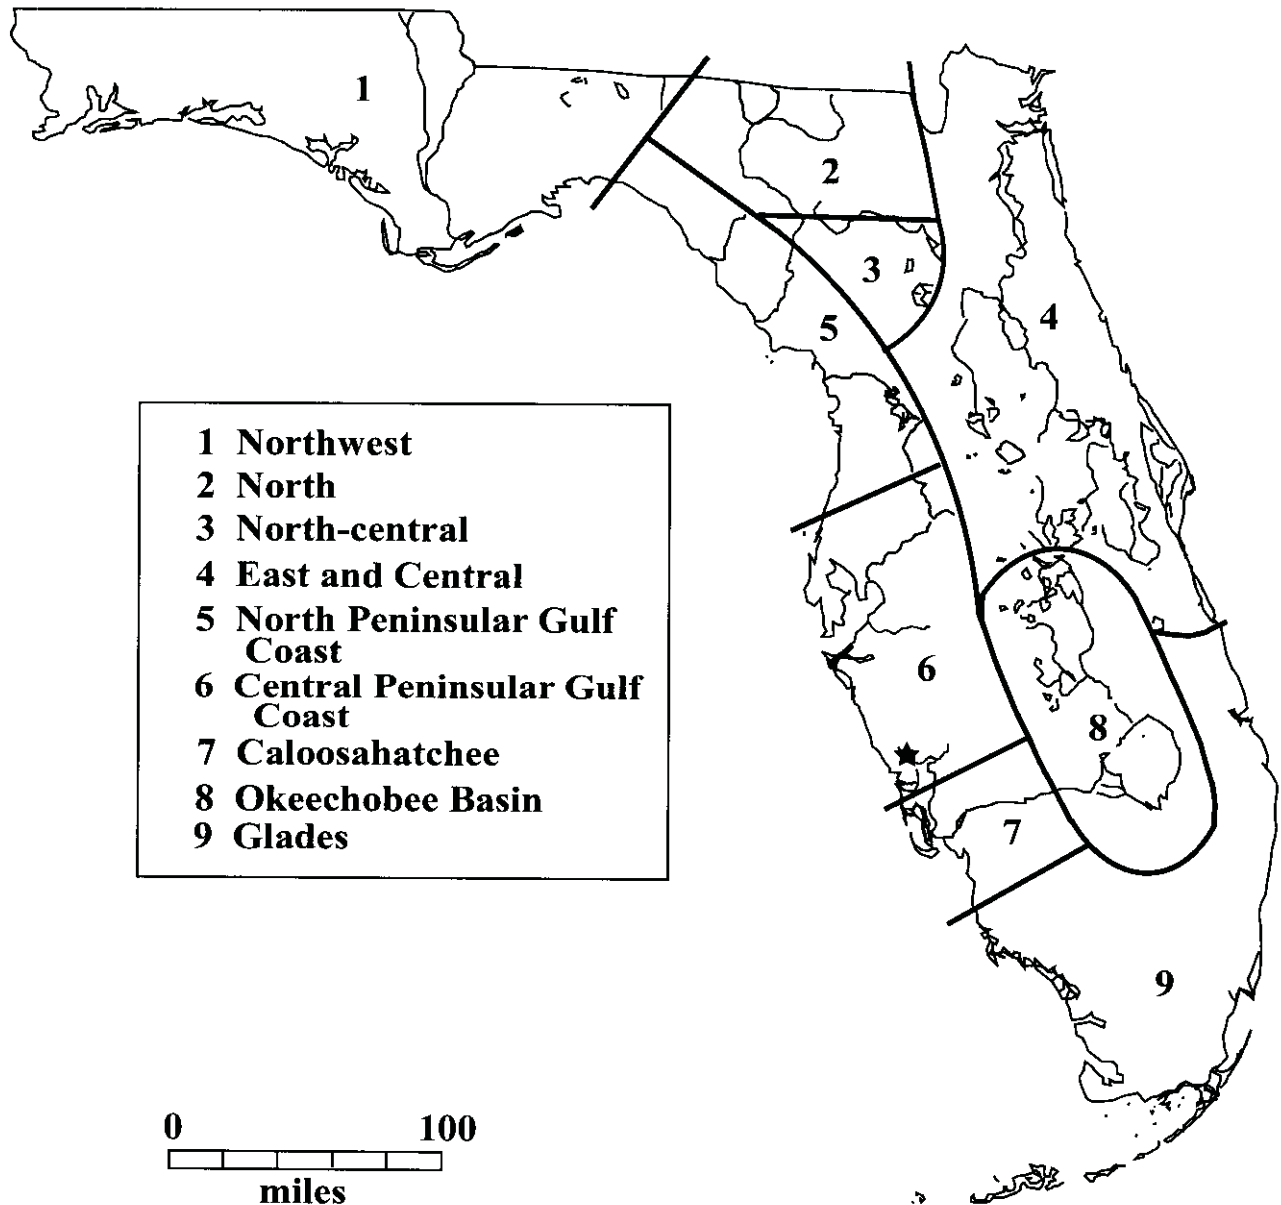 1
2
3
4
5
1 Northwest
2 North
3 North-central
4 East and Central
5 North Peninsular Gulf
Coast
6 Central Peninsular Gulf
Coast
7 Caloosahatchee
8 Okeechobee Basin
9 Glades
6
8
7
9
0 100
miles